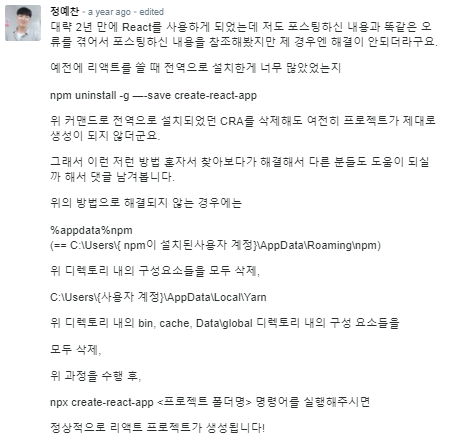 정예찬 - a year ago - edited
대략 2년 만에 React를 사용하게 되었는데 저도 포스팅하신 내용과 똑같은 오
류를 겪어서 포스팅하신 내용을 참조해봤지만 제 경우엔 해결이 안되더라구요.
예전에 리액트를 쓸 때 전역으로 설치한게 너무 많았었는지
npm uninstall -g —-save create-react-app
위 커맨드로 전역으로 설치되었던 CRA를 삭제해도 여전히 프로젝트가 제대로
생성이 되지 않더군요.
그래서 이런 저런 방법 혼자서 찾아보다가 해결해서 다른 분들도 도움이 되실
까 해서 댓글 남겨봅니다.
위의 방법으로 해결되지 않는 경우에는
%appdata%npm
(== C:\Users\{ npm이 설치된사용자 계정}\AppData\Roaming\npm)
위 디렉토리 내의 구성요소들을 모두 삭제,
C:\Users\{사용자 계정}\AppData\Local\Yarn
위 디렉토리 내의 bin, cache, Data\global 디렉토리 내의 구성 요소들을
모두 삭제,
위 과정을 수행 후,
npx create-react-app <프로젝트 폴더명> 명령어를 실행해주시면
정상적으로 리액트 프로젝트가 생성됩니다!